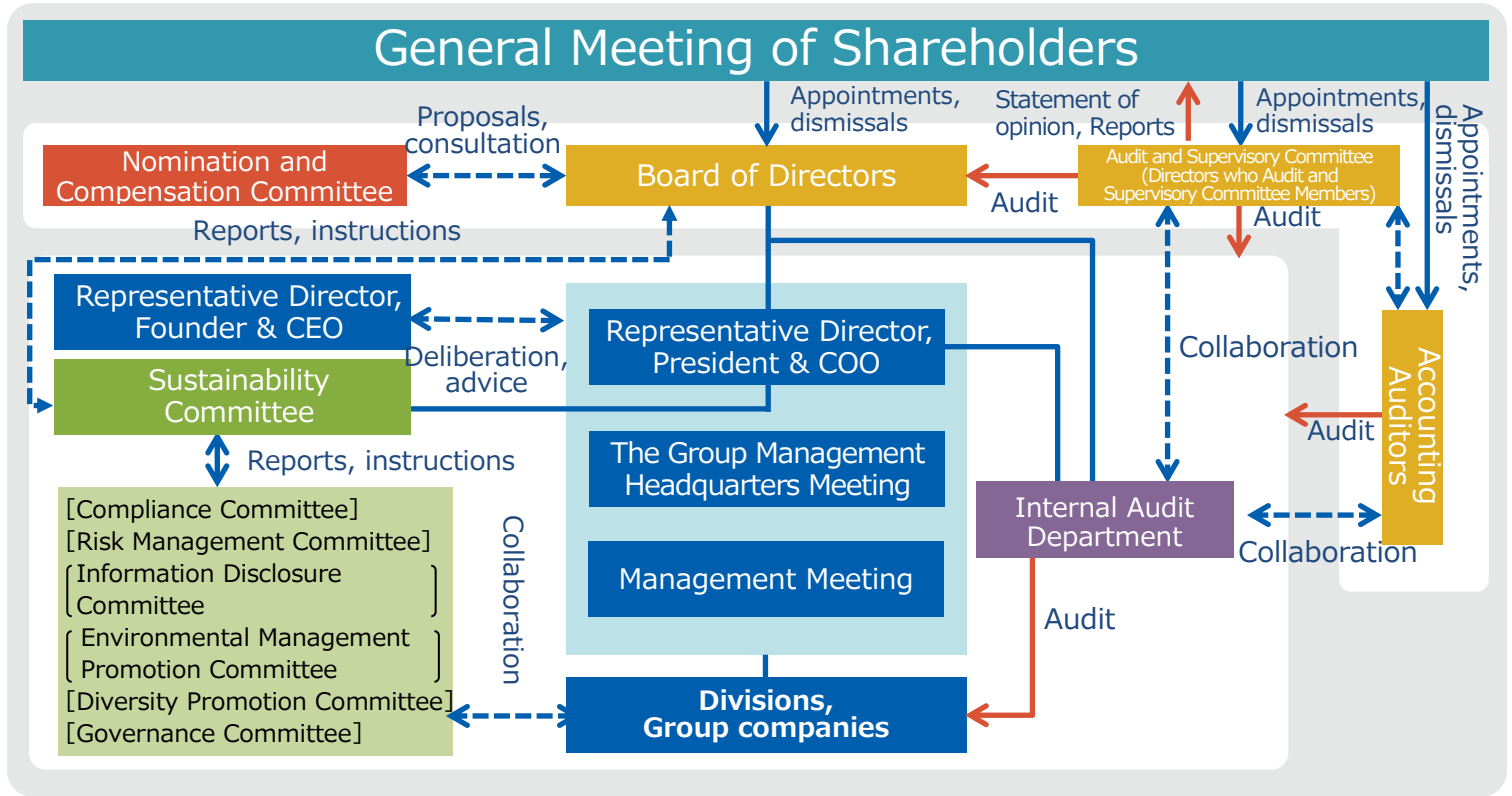 General Meeting of Shareholders
Appointments,
dismissals
Statement of
opinion, Reports
Appointments,
dismissals
Appointments,
dismissals
Proposals,
consultation
Nomination and
Compensation Committee
Board of Directors
Audit and Supervisory Committee
(Directors who Audit and
Supervisory Committee Members)
Audit
Audit
Reports, instructions
Representative Director,
Founder & CEO
Deliberation,
advice
Representative Director,
President & COO
Collaboration
Accounting
Auditors
Sustainability
Committee
Audit
Reports, instructions
The Group Management
Headquarters Meeting
Internal Audit
Department
Collaboration
[Compliance Committee]
[Risk Management Committee]
Information Disclosure
Committee
Environmental Management
Promotion Committee
[Diversity Promotion Committee]
[Governance Committee]
Collaboration
Management Meeting
Audit
Divisions,
Group companies